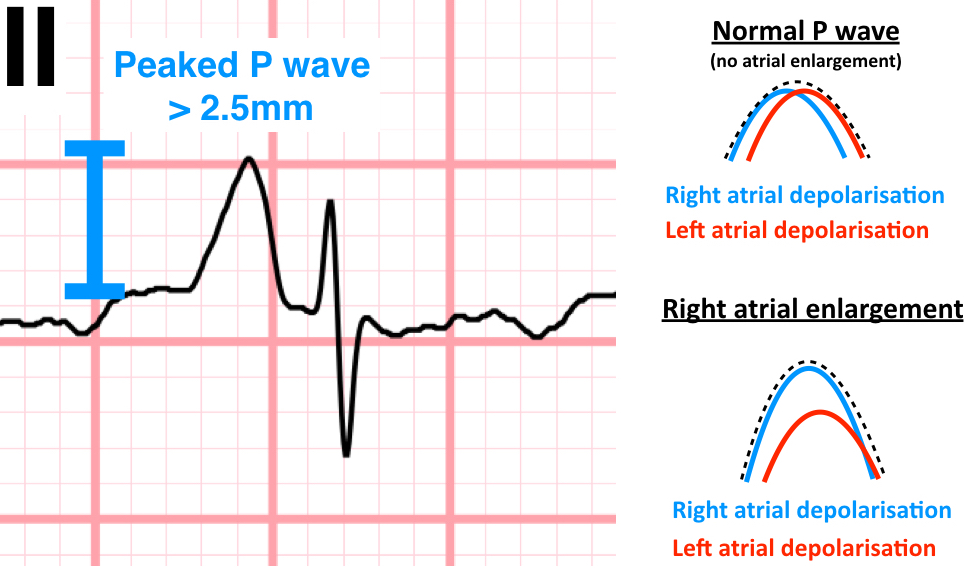 II
Peaked P wave
> 2.5mm
Normal P wave
(no atrial enlargement)
Right atrial depolarisation
Left atrial depolarisation
Right atrial enlargement
Right atrial depolarisation
Left atrial depolarisation